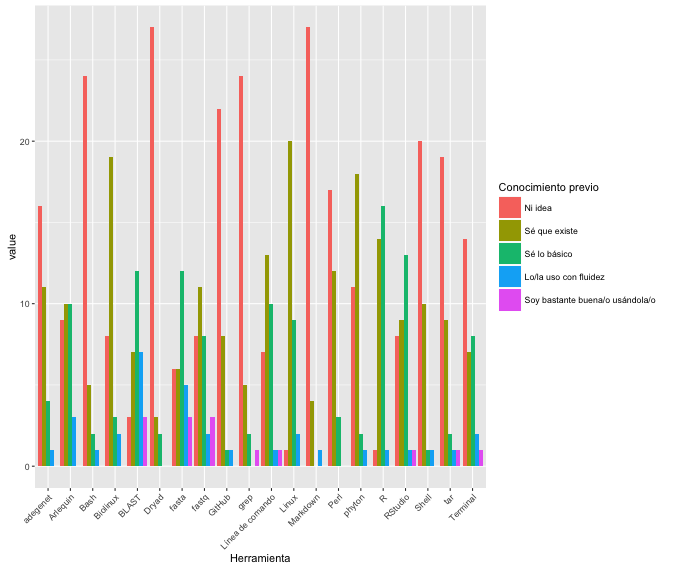 value
20
10
0
adegenet
Arlequin
Bash
Biolinux
BLAST
Dryad
fasta
fastq
GitHub
grep
Línea de comando
Linux
Markdown
Perl
phyton
R
RStudio
Shell
tar
Terminal
Herramienta
Conocimiento previo
Ni idea
Sé que existe
Sé lo básico
Lo/la uso con fluidez
Soy bastante buena/o usándola/o